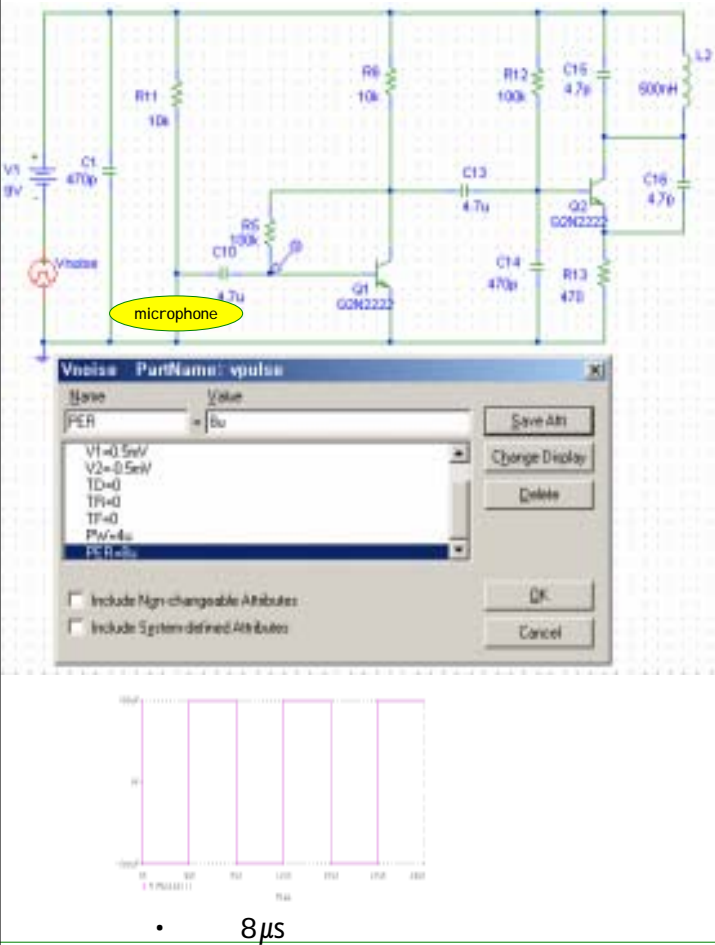 L2
C15
4.7p
R9
10k
R12
100k
R11
10k
V1
9V
C1
470p
C13
4.7u
C16
4.7p
Q2
Q2N2222
R5
100k
C10
4.7u
Vnoise
Q1
Q2N2222
C14
470p
R13
470
microphone
Vnoise PartName: vpulse
Name
Value
PER
=
8u
Save Attr
V1=0.5mV
V2=-0.5mV
TD=0
TR=0
TF=0
PW=4u
PER=8u
Change Display
Delete
Include Non-changeable Attributes
Include System-defined Attributes
OK
Cancel
Time
• 8μs